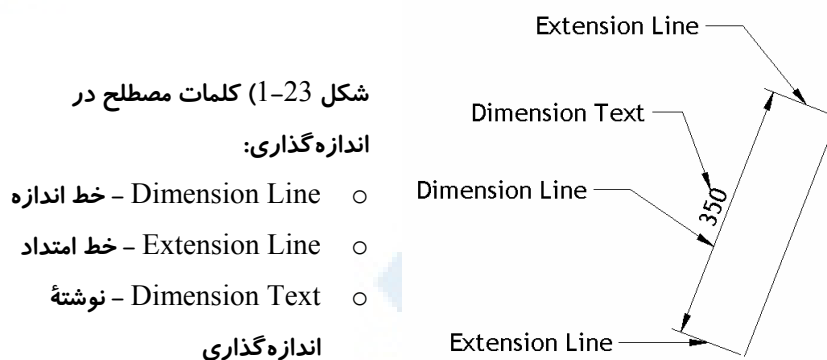 شکل 23-1) کلمات مصطلح در
اندازه‌گذاری:
o Dimension Line – خط اندازه
o Extension Line – خط امتداد
o Dimension Text – نوشتهٔ
اندازه‌گذاری
Extension Line
Dimension Text
Dimension Line
350
Extension Line